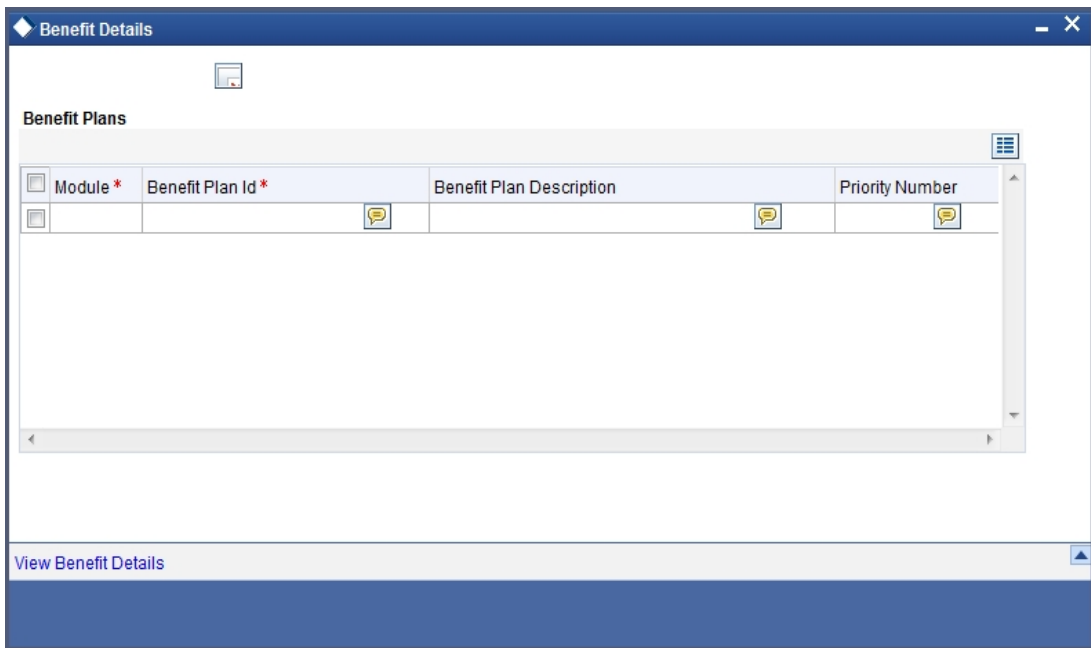 Benefit Details
Benefit Plans
Module * Benefit Plan Id * Benefit Plan Description Priority Number
View Benefit Details